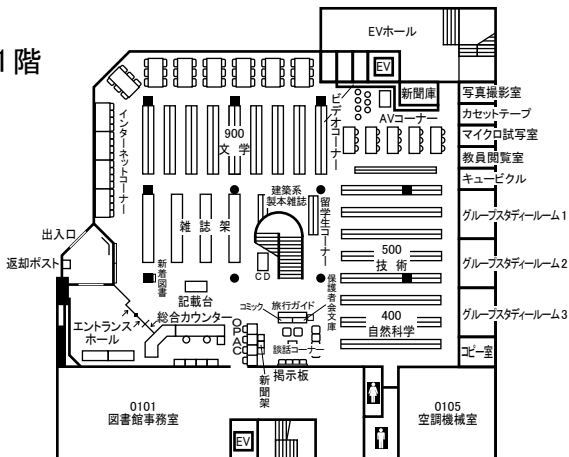 1階
EVホール
EV
新聞庫
写真撮影室
カセットテープ
マイクロ試写室
教員閲覧室
キュービクル
グループスタディールーム1
グループスタディールーム2
グループスタディールーム3
コピー室
AVコーナー
ビデオコーナー
インターネットコーナー
900
文学
建築系
製本雑誌
留学生コーナー
雑誌架
出入口
返却ポスト
新着図書
CD
500
技術
記載台
保護者会文庫
旅行ガイド
コミック
400
自然科学
総合カウンター
エントランス
ホール
OPAC
談話コーナー
新聞架
掲示板
0101
図書館事務室
EV
0105
空調機械室